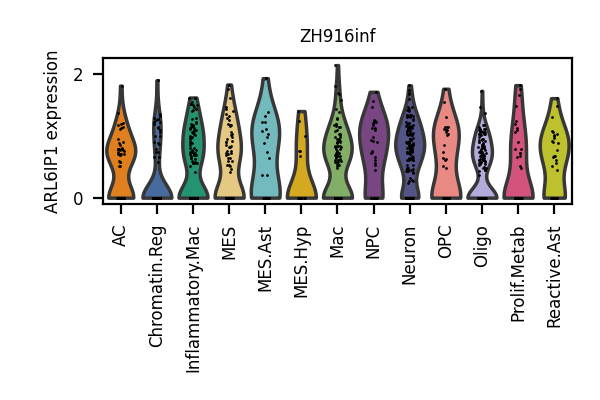 ZH916inf
ARL6IP1 expression
2
0
AC
Chromatin.Reg
Inflammatory.Mac
MES
MES.Ast
MES.Hyp
Mac
NPC
Neuron
OPC
Oligo
Prolif.Metab
Reactive.Ast